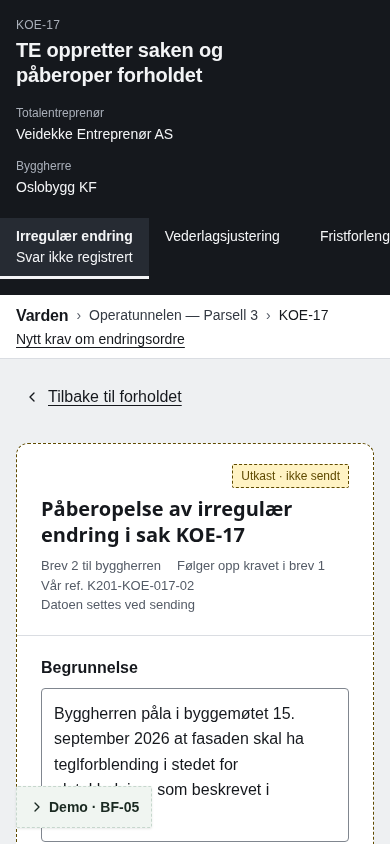 KOE-17
TE oppretter saken og
påberoper forholdet
Totalentreprenør
Veidekke Entreprenør AS
Byggherre
Oslobygg KF
Irregulær endring
Svar ikke registrert
Vederlagsjustering
Fristforleng
Varden › Operatunnelen — Parsell 3 › KOE-17
Nytt krav om endringsordre
Tilbake til forholdet
Utkast · ikke sendt
Påberopelse av irregulær
endring i sak KOE-17
Brev 2 til byggherren Følger opp kravet i brev 1
Vår ref. K201-KOE-017-02
Datoen settes ved sending
Begrunnelse
Byggherren påla i byggemøtet 15.
september 2026 at fasaden skal ha
teglforblending i stedet for
som beskrevet i
Demo · BF-05